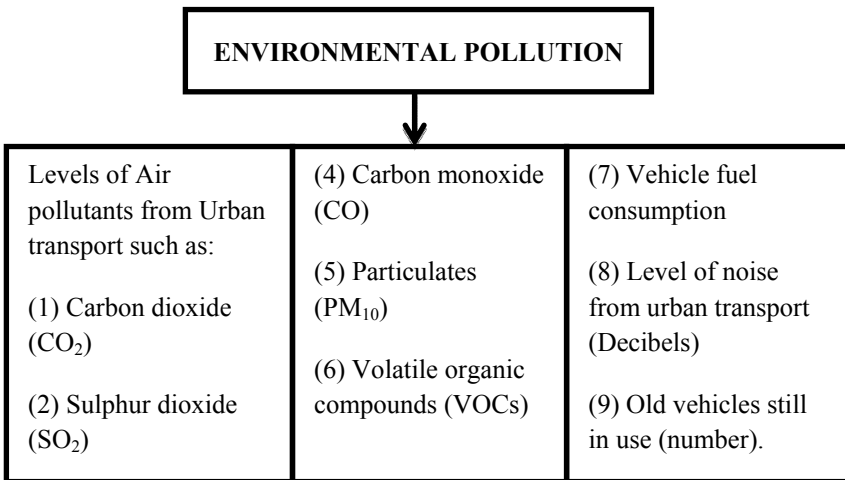 ENVIRONMENTAL POLLUTION
Levels of Air
pollutants from Urban
transport such as:
(1) Carbon dioxide
(CO₂)
(2) Sulphur dioxide
(SO₂)
(4) Carbon monoxide
(CO)
(5) Particulates
(PM₁₀)
(6) Volatile organic
compounds (VOCs)
(7) Vehicle fuel
consumption
(8) Level of noise
from urban transport
(Decibels)
(9) Old vehicles still
in use (number).